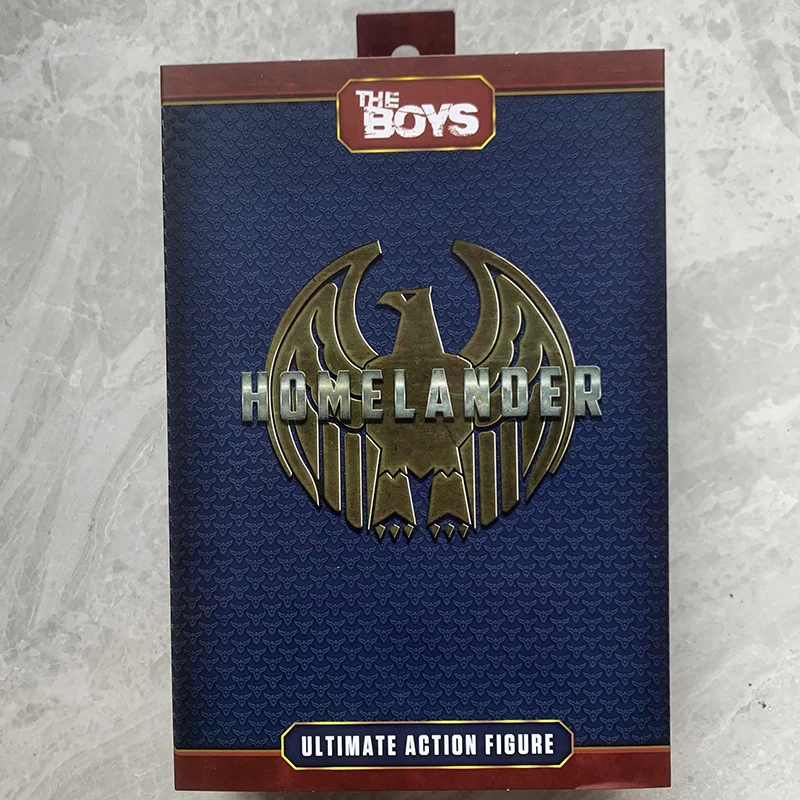 THE
BOYS
HOMELANDER
ULTIMATE ACTION FIGURE